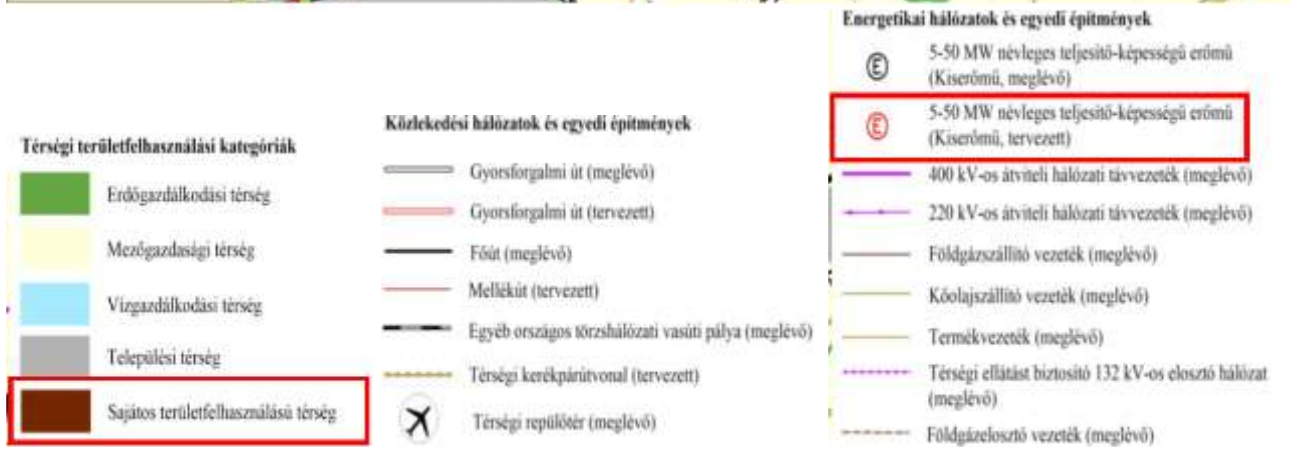 Térségi területfelhasználási kategóriák
Erdőgazdálkodási térség
Mezőgazdasági térség
Vízgazdálkodási térség
Települési térség
Sajátos területfelhasználású térség
Közlekedési hálózatok és egyedi építmények
Gyorsforgalmi út (meglévő)
Gyorsforgalmi út (tervezett)
Főút (meglévő)
Mellékút (tervezett)
Egyéb országos törzshálózati vasúti pálya (meglévő)
Térségi kerékpárútvonal (tervezett)
Térségi repülőtér (meglévő)
Energetikai hálózatok és egyedi építmények
E
5-50 MW névleges teljesítő-képességű erőmű
(Kiserőmű, meglévő)
E
5-50 MW névleges teljesítő-képességű erőmű
(Kiserőmű, tervezett)
400 kV-os átviteli hálózati távvezeték (meglévő)
220 kV-os átviteli hálózati távvezeték (meglévő)
Földgázszállító vezeték (meglévő)
Kőolajszállító vezeték (meglévő)
Termékvezeték (meglévő)
Térségi ellátást biztosító 132 kV-os elosztó hálózat
(meglévő)
Földgázelosztó vezeték (meglévő)